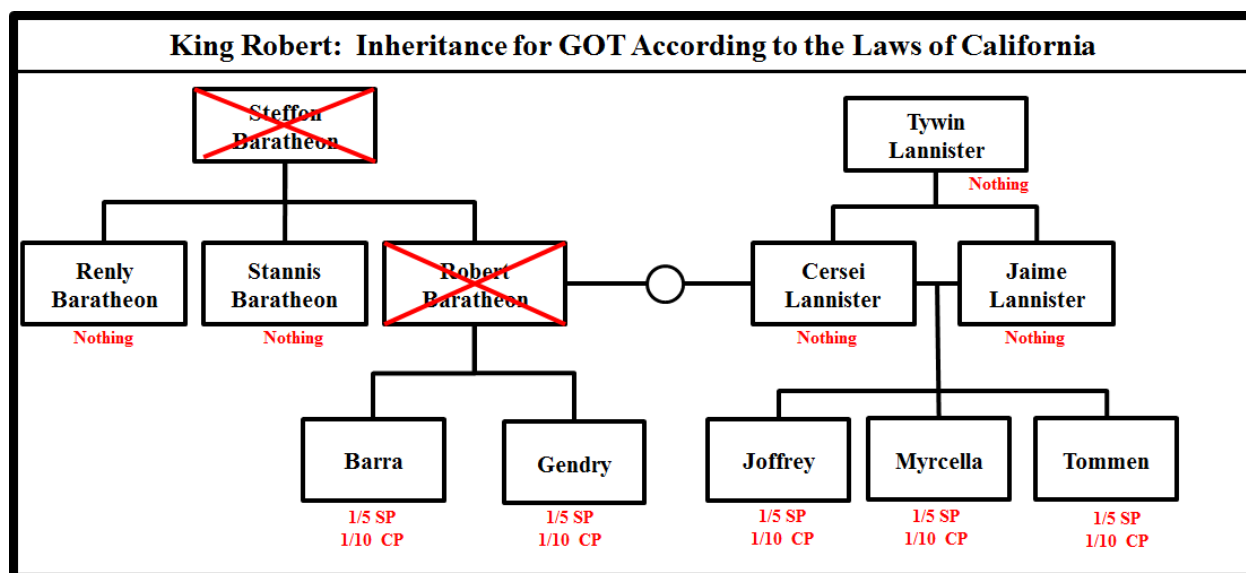 King Robert:  Inheritance for GOT According to the Laws of California
Steffon
Baratheon
Tywin
Lannister
Nothing
Renly
Baratheon
Nothing
Stannis
Baratheon
Nothing
Robert
Baratheon
Cersei
Lannister
Nothing
Jaime
Lannister
Nothing
Barra
1/5 SP
1/10 CP
Gendry
1/5 SP
1/10 CP
Joffrey
1/5 SP
1/10 CP
Myrcella
1/5 SP
1/10 CP
Tommen
1/5 SP
1/10 CP